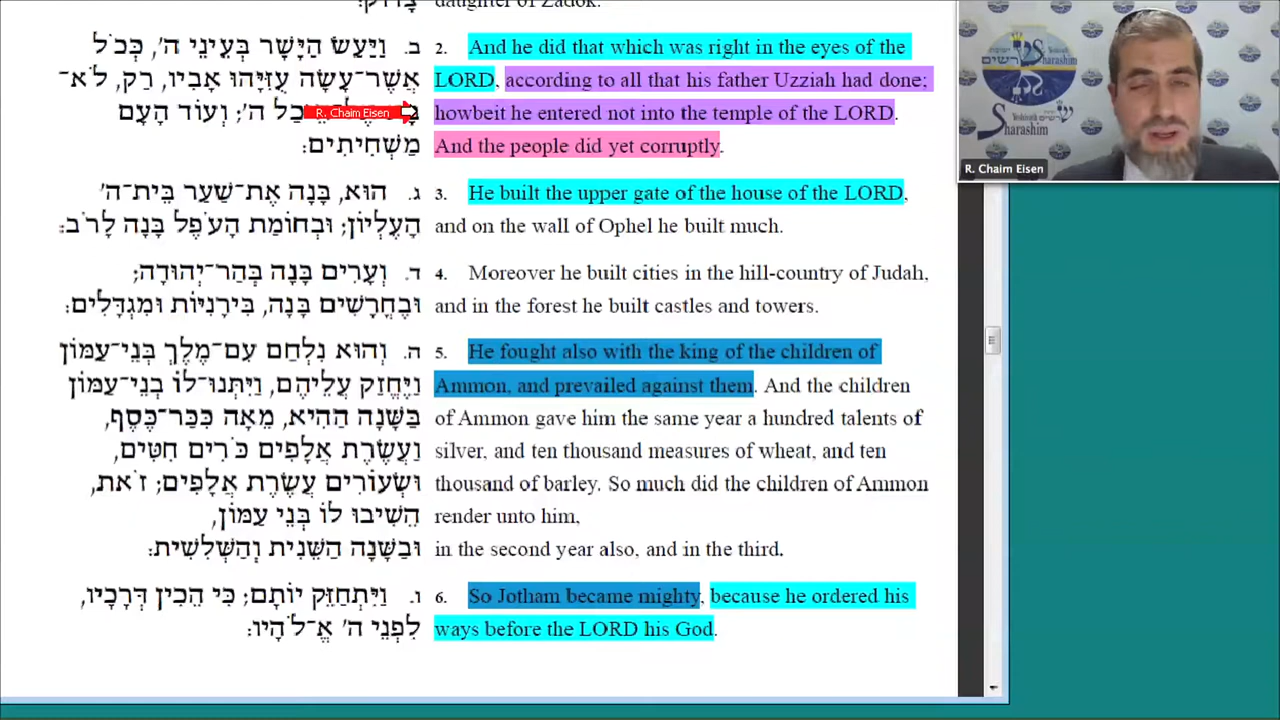 daughter of Zadok.
צָדוֹק:
ב. וַיַּעַשׂ הַיָּשָׁר בְּעֵינֵי ה', כְּכֹל
אֲשֶׁר־עָשָׂה עֻזִּיָּהוּ אָבִיו, רַק, לֹא־
כַל ה'; וְעוֹד הָעָם
מַשְׁחִיתִים:
R. Chaim Eisen
2. And he did that which was right in the eyes of the
LORD, according to all that his father Uzziah had done;
howbeit he entered not into the temple of the LORD.
And the people did yet corruptly.
ג. הוּא, בָּנָה אֶת־שַׁעַר בֵּית־ה'
הָעֶלְיוֹן; וּבְחוֹמַת הָעֹפֶל בָּנָה לָרֹב:
3. He built the upper gate of the house of the LORD,
and on the wall of Ophel he built much.
ד. וְעָרִים בָּנָה בְּהַר־יְהוּדָה;
וּבֶחֳרָשִׁים בָּנָה, בִּירָנִיּוֹת וּמִגְדָּלִים:
4. Moreover he built cities in the hill-country of Judah,
and in the forest he built castles and towers.
ה. וְהוּא נִלְחַם עִם־מֶלֶךְ בְּנֵי־עַמּוֹן
וַיֶּחֱזַק עֲלֵיהֶם, וַיִּתְּנוּ־לוֹ בְנֵי־עַמּוֹן
בַּשָּׁנָה הַהִיא, מֵאָה כִּכַּר־כֶּסֶף,
וַעֲשֶׂרֶת אֲלָפִים כֹּרִים חִטִּים,
וּשְׂעוֹרִים עֲשֶׂרֶת אֲלָפִים; זֹאת,
הֵשִׁיבוּ לוֹ בְּנֵי עַמּוֹן,
וּבַשָּׁנָה הַשֵּׁנִית וְהַשְּׁלִשִׁית:
5. He fought also with the king of the children of
Ammon, and prevailed against them. And the children
of Ammon gave him the same year a hundred talents of
silver, and ten thousand measures of wheat, and ten
thousand of barley. So much did the children of Ammon
render unto him,
in the second year also, and in the third.
ו. וַיִּתְחַזֵּק יוֹתָם; כִּי הֵכִין דְּרָכָיו,
לִפְנֵי ה' אֱ־לֹהָיו:
6. So Jotham became mighty, because he ordered his
ways before the LORD his God.
Yeshivath
Sharashim
R. Chaim Eisen